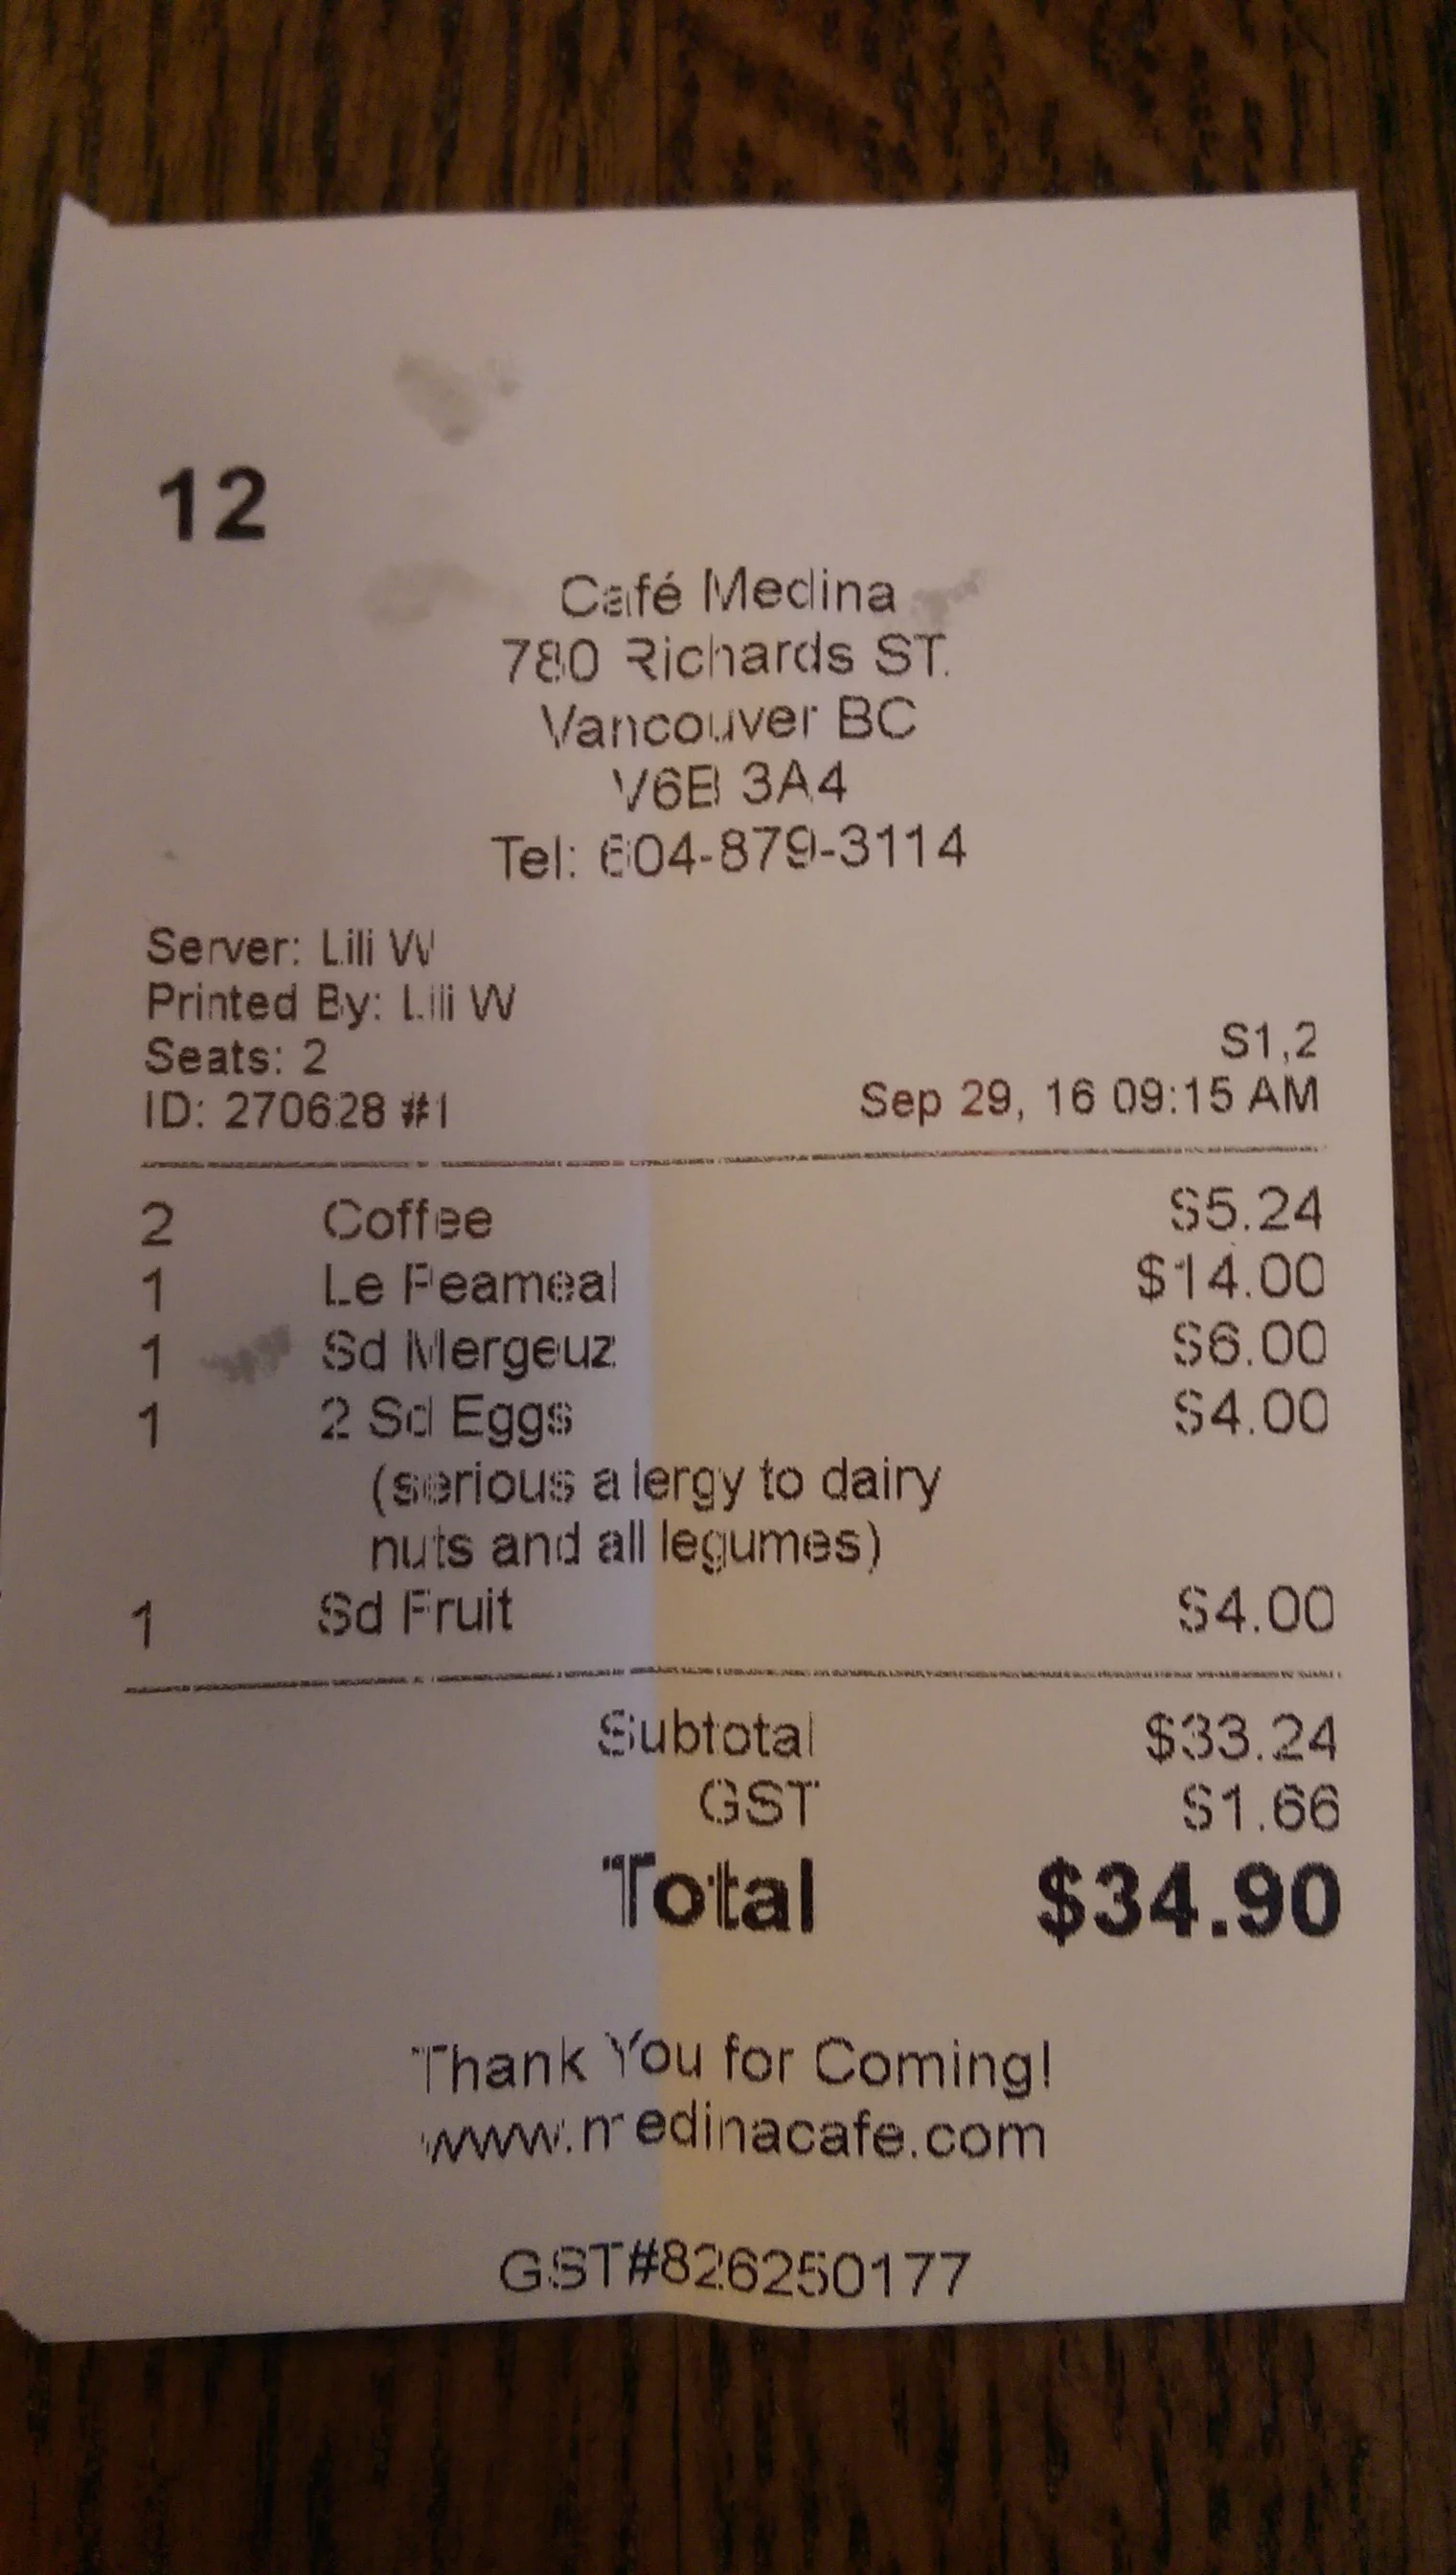 12
Café Medina
780 Richards ST.
Vancouver BC
V6B 3A4
Tel: 604-879-3114
Server: Lili W
Printed By: Lili W
Seats: 2
S1,2
ID: 270628 #1
Sep 29, 16 09:15 AM
2 Coffee $5.24
1 Le Peameal $14.00
1 Sd Mergeuz $6.00
1 2 Sd Eggs $4.00
(serious allergy to dairy
nuts and all legumes)
1 Sd Fruit $4.00
Subtotal $33.24
GST $1.66
Total $34.90
Thank You for Coming!
www.medinacafe.com
GST#826250177